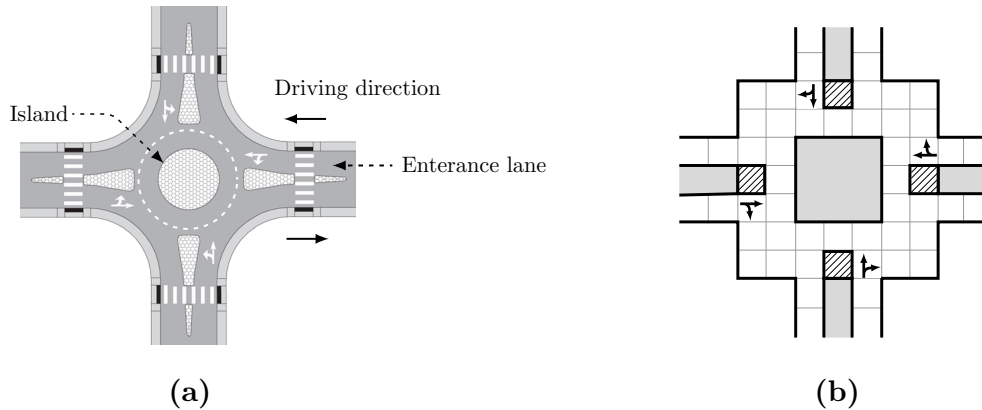 Driving direction
Island
Enterance lane
(a)
(b)